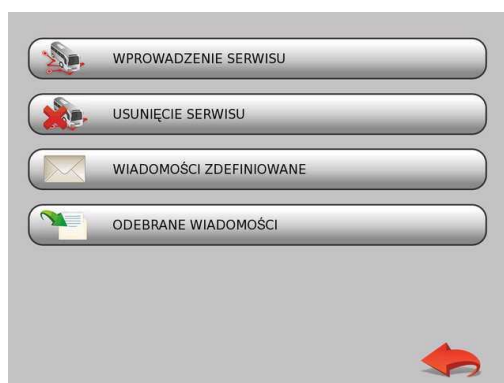 WPROWADZENIE SERWISU
USUNIĘCIE SERWISU
WIADOMOŚCI ZDEFINIOWANE
ODEBRANE WIADOMOŚCI